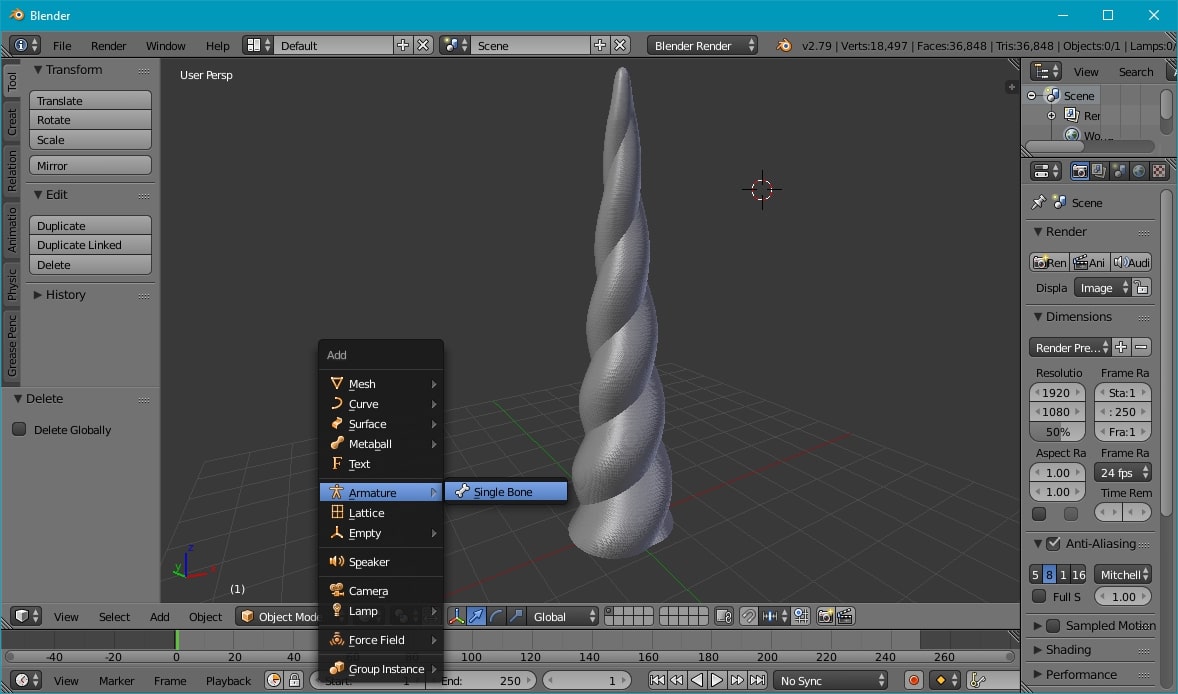 Blender
File Render Window Help Default Scene Blender Render v2.79 | Verts:18,497 | Faces:36,848 | Tris:36,848 | Objects:0/1 | Lamps:0/
Tool
Creat
Relation
Animatio
Physic
Grease Penc
Transform
Translate
Rotate
Scale
Mirror
Edit
Duplicate
Duplicate Linked
Delete
History
Delete
Delete Globally
User Persp
Add
Mesh
Curve
Surface
Metaball
Text
Armature
Single Bone
Lattice
Empty
Speaker
Camera
Lamp
Force Field
Group Instance
z
y
x
(1)
View Search
Scene
Ren
Wo...
Scene
Render
Ren Ani Audi
Displa Image
Dimensions
Render Pre...
Resolutio Frame Ra
1920 Sta:1
1080 : 250
50% Fra:1
Aspect Ra Frame Ra
1.00 24 fps
1.00 Time Rem
Anti-Aliasing
5 8 11 16 Mitchell
Full S 1.00
Sampled Motion
Shading
Performance
View Select Add Object Object Mode Global
-40 -20 0 20 40 100 120 140 160 180 200 220 240 260
View Marker Frame Playback Start: 1 End: 250 1 No Sync